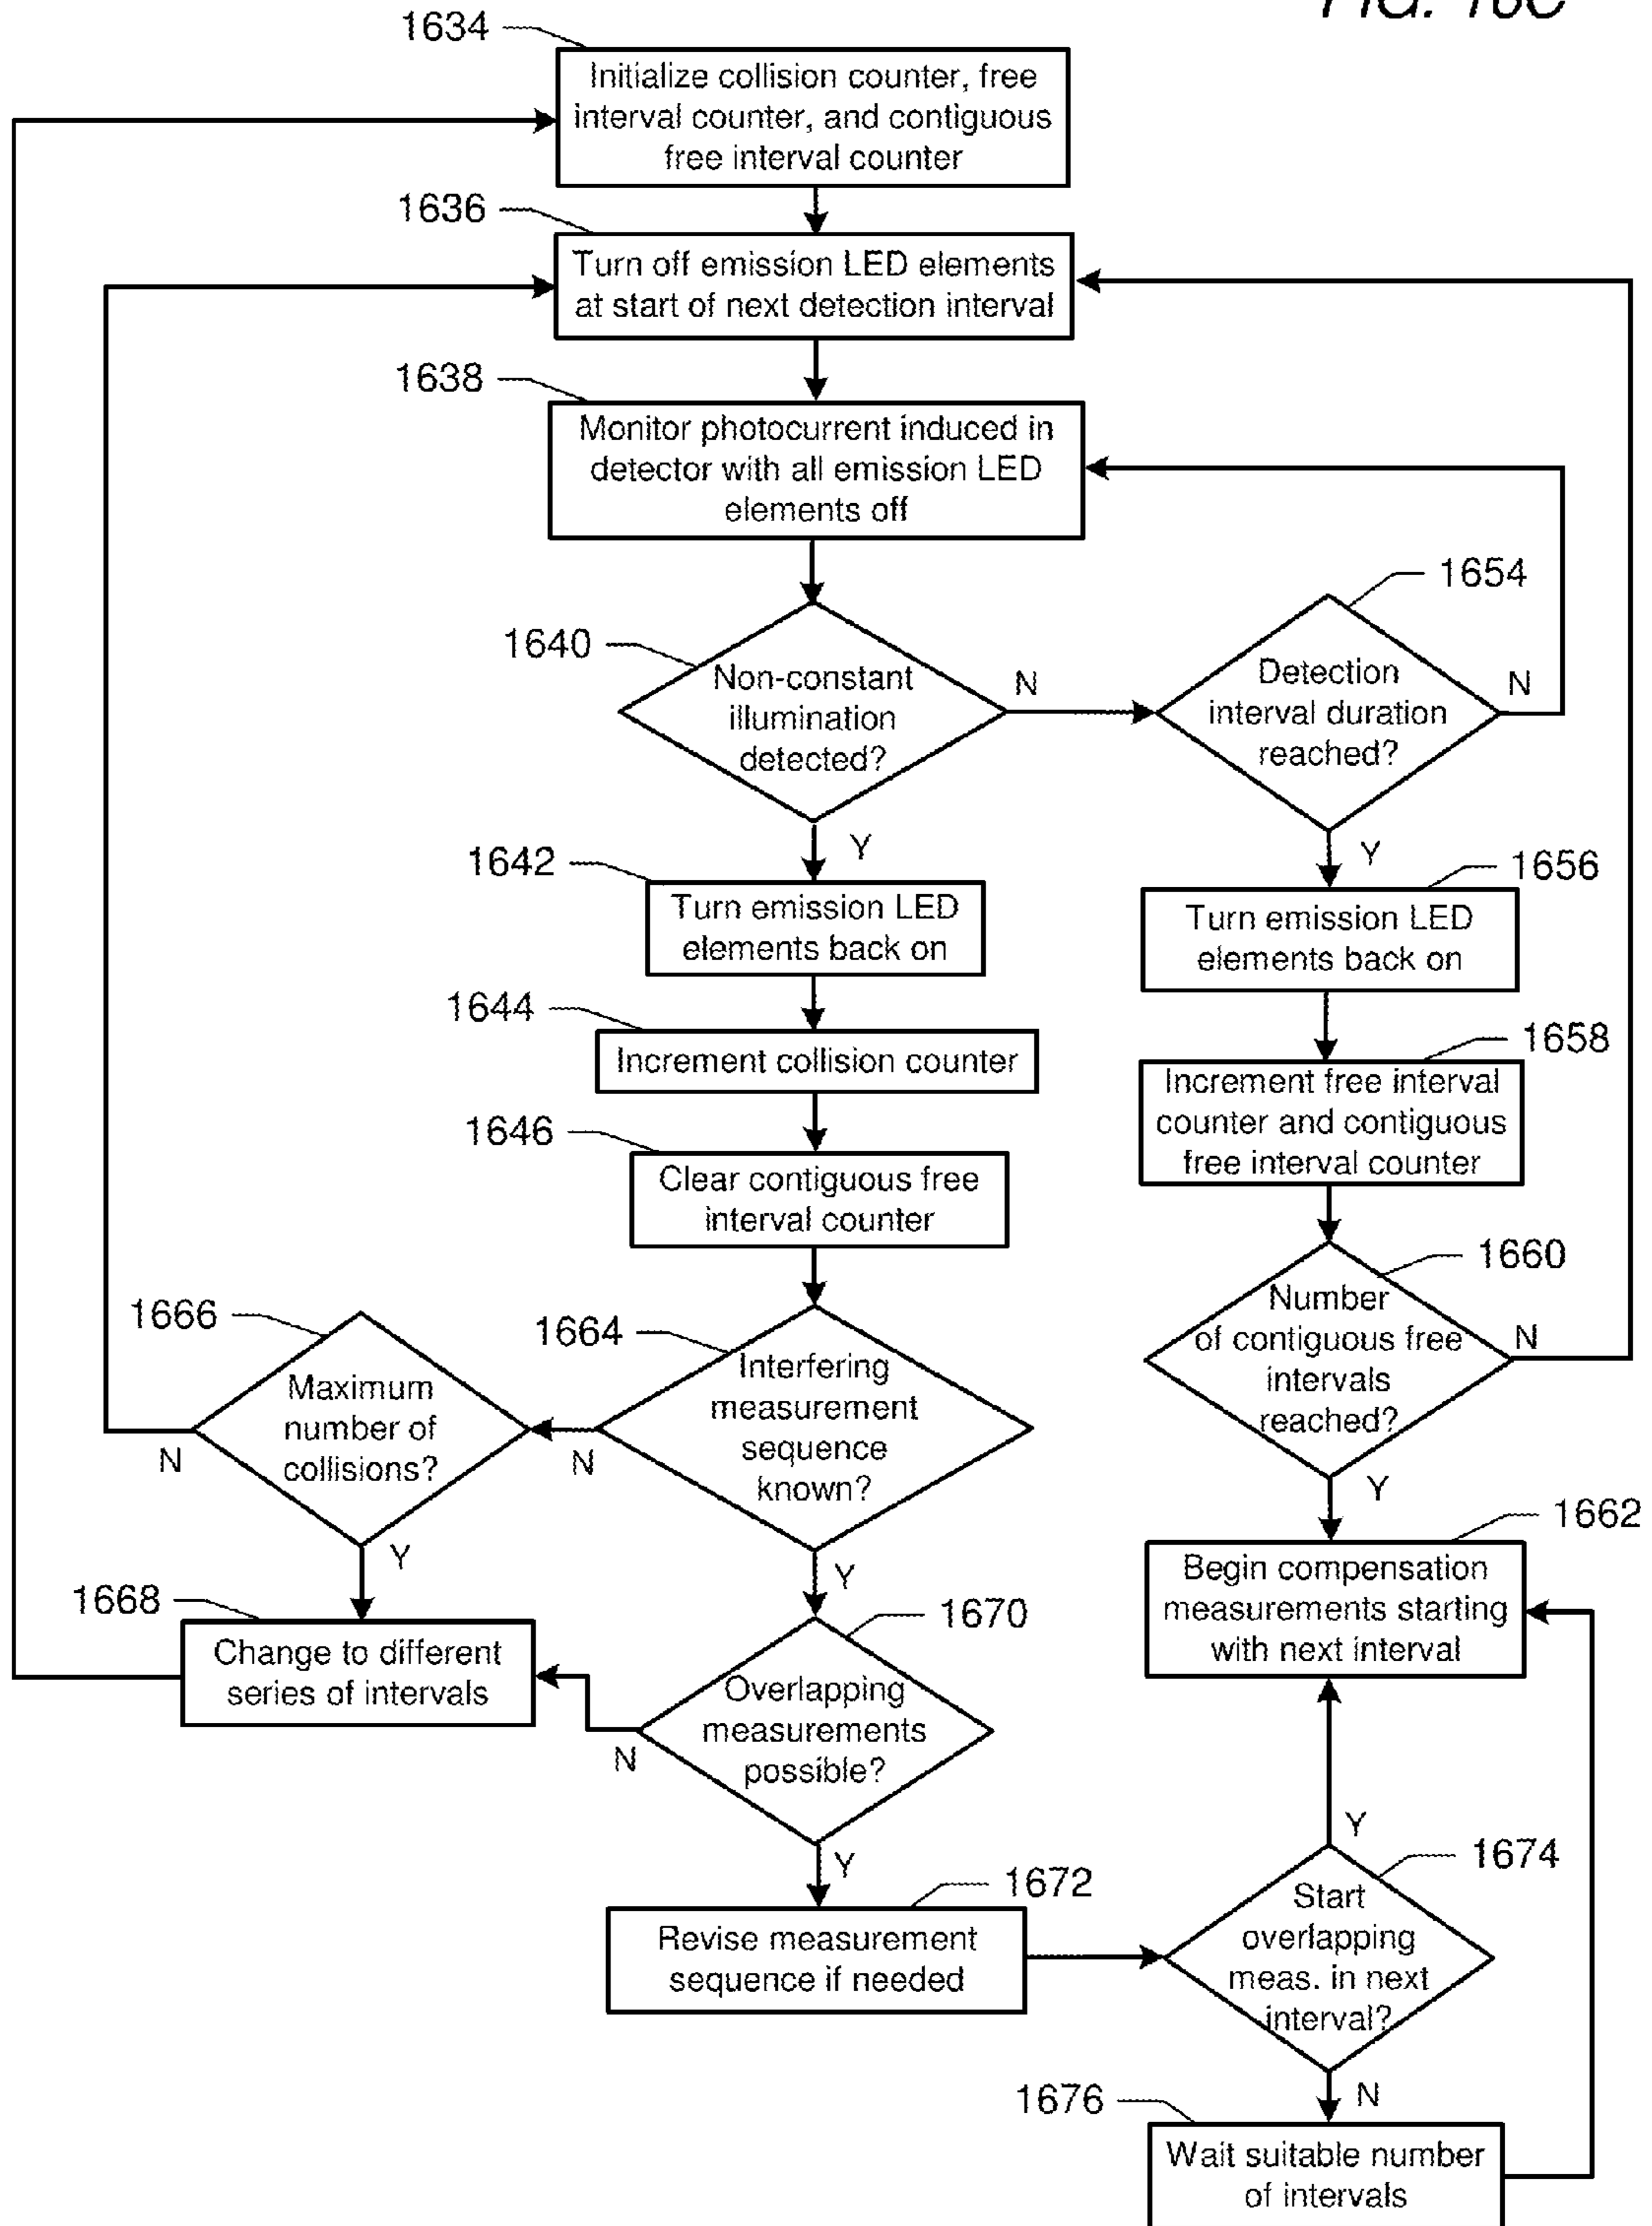 FIG. 16C
1634
Initialize collision counter, free
interval counter, and contiguous
free interval counter
1636
Turn off emission LED elements
at start of next detection interval
1638
Monitor photocurrent induced in
detector with all emission LED
elements off
1640
Non-constant
illumination
detected?
N
1654
Detection
interval duration
reached?
N
Y
1642
Turn emission LED
elements back on
Y
1656
Turn emission LED
elements back on
1644
Increment collision counter
1658
Increment free interval
counter and contiguous
free interval counter
1646
Clear contiguous free
interval counter
1660
Number
of contiguous free
intervals
reached?
N
Y
1666
Maximum
number of
collisions?
N
Y
1664
Interfering
measurement
sequence
known?
N
Y
1662
Begin compensation
measurements starting
with next interval
1668
Change to different
series of intervals
1670
Overlapping
measurements
possible?
N
Y
1672
Revise measurement
sequence if needed
Y
1674
Start
overlapping
meas. in next
interval?
N
1676
Wait suitable number
of intervals